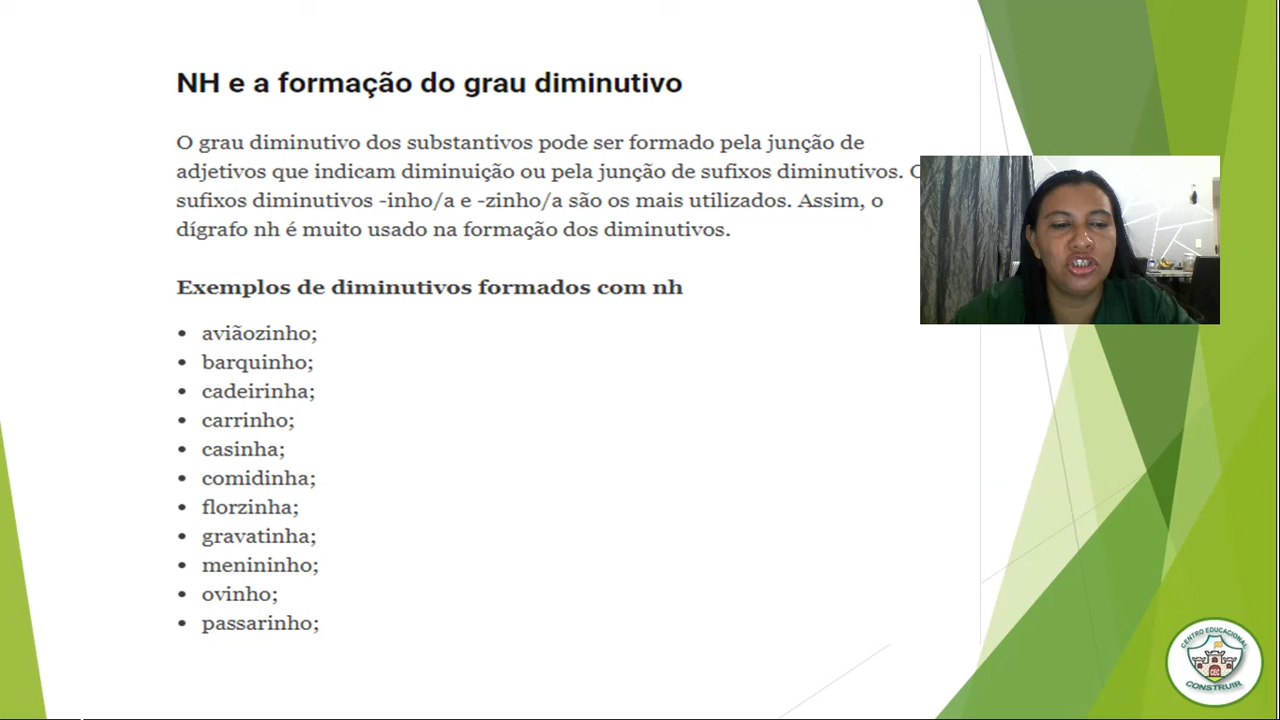 NH e a formação do grau diminutivo
O grau diminutivo dos substantivos pode ser formado pela junção de
adjetivos que indicam diminuição ou pela junção de sufixos diminutivos.
sufixos diminutivos -inho/a e -zinho/a são os mais utilizados. Assim, o
dígrafo nh é muito usado na formação dos diminutivos.
Exemplos de diminutivos formados com nh
• aviãozinho;
• barquinho;
• cadeirinha;
• carrinho;
• casinha;
• comidinha;
• florzinha;
• gravatinha;
• menininho;
• ovinho;
• passarinho;
CENTRO EDUCACIONAL
CEC
CONSTRUIR